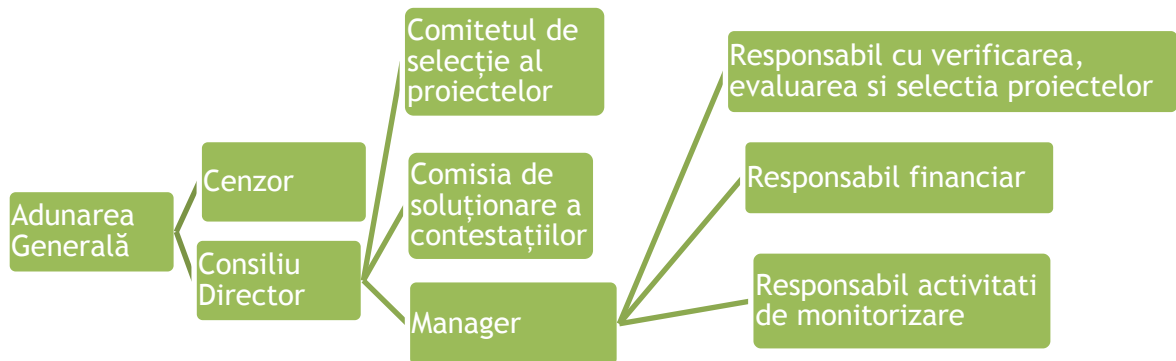 Adunarea
Generală
Cenzor
Consiliu
Director
Comitetul de
selecție al
proiectelor
Comisia de
soluționare a
contestațiilor
Manager
Responsabil cu verificarea,
evaluarea si selectia proiectelor
Responsabil financiar
Responsabil activitati
de monitorizare